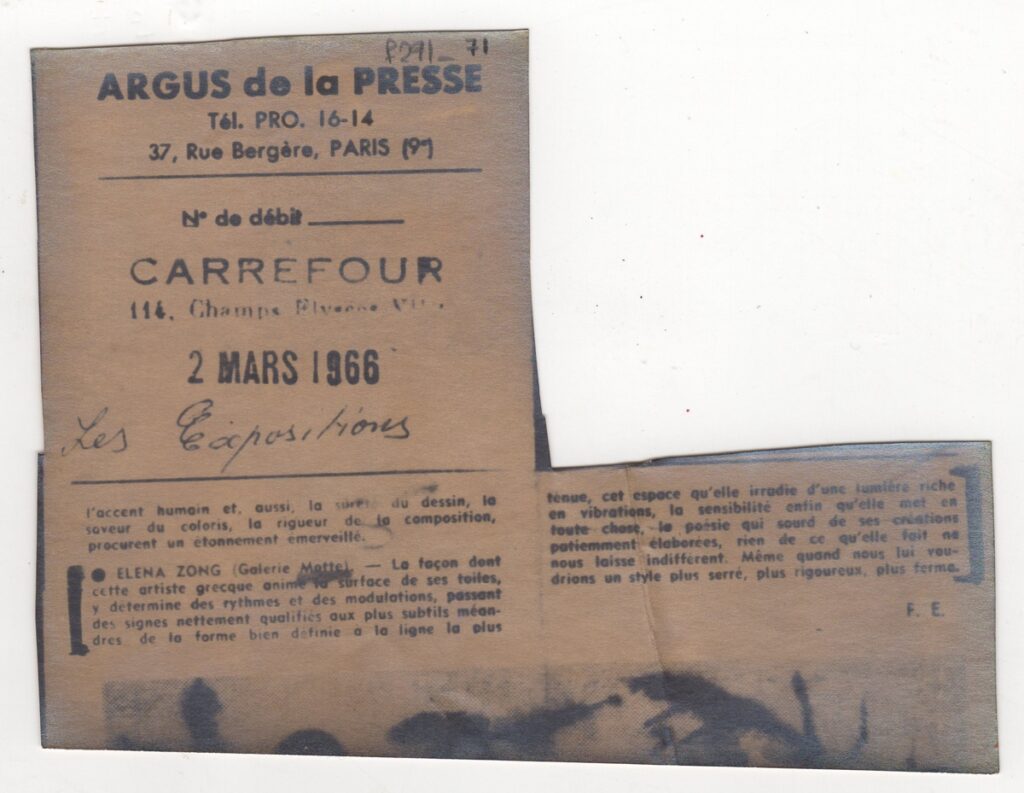 P291_ 71
ARGUS de la PRESSE
Tél. PRO. 16-14
37, Rue Bergère, PARIS (9e)
N° de débit
CARREFOUR
114, Champs Elysées
2 MARS 1966
Les Expositions
l'accent humain et, aussi, la sûreté du dessin, la
saveur du coloris, la rigueur de la composition,
procurent un étonnement émerveillé.
● ELENA ZONG (Galerie Motte). — La façon dont
cette artiste grecque anime la surface de ses toiles,
y détermine des rythmes et des modulations, passant
des signes nettement qualifiés aux plus subtils méan-
dres de la forme bien définie à la ligne la plus
ténue, cet espace qu'elle irradie d'une lumière riche
en vibrations, la sensibilité enfin qu'elle met en
toute chose, la poésie qui sourd de ses créations
patiemment élaborées, rien de ce qu'elle fait ne
nous laisse indifférent. Même quand nous lui vou-
drions un style plus serré, plus rigoureux, plus ferme.
F. E.